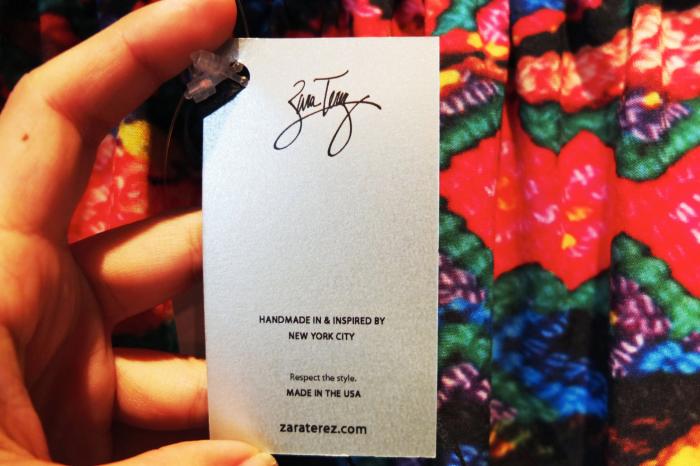 Zara Terez
HANDMADE IN & INSPIRED BY
NEW YORK CITY
Respect the style.
MADE IN THE USA
zaraterez.com